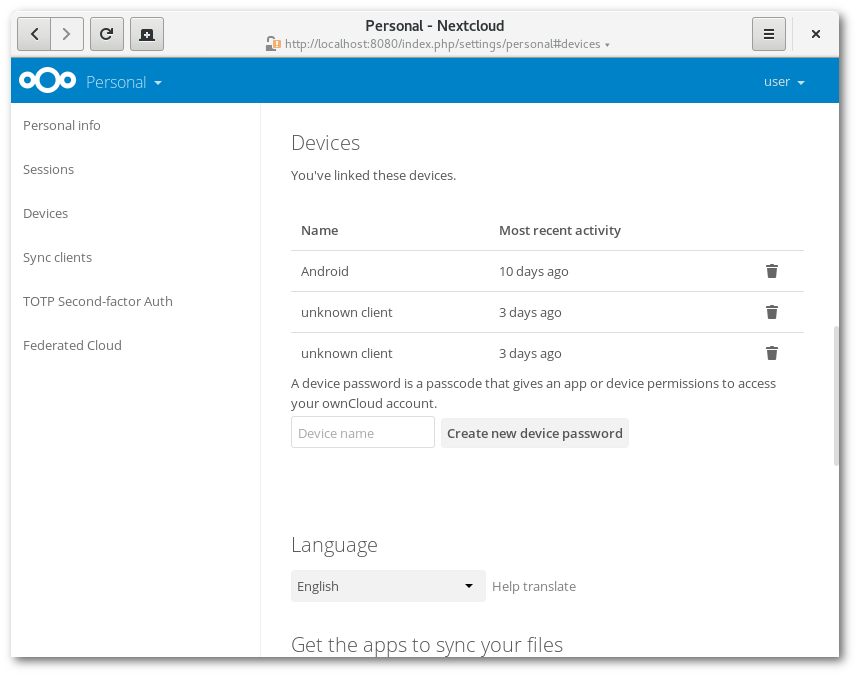 Personal - Nextcloud
http://localhost:8080/index.php/settings/personal#devices
Personal
user
Personal info
Sessions
Devices
Sync clients
TOTP Second-factor Auth
Federated Cloud
Devices
You've linked these devices.
Name Most recent activity
Android 10 days ago
unknown client 3 days ago
unknown client 3 days ago
A device password is a passcode that gives an app or device permissions to access
your ownCloud account.
Device name Create new device password
Language
English Help translate
Get the apps to sync your files